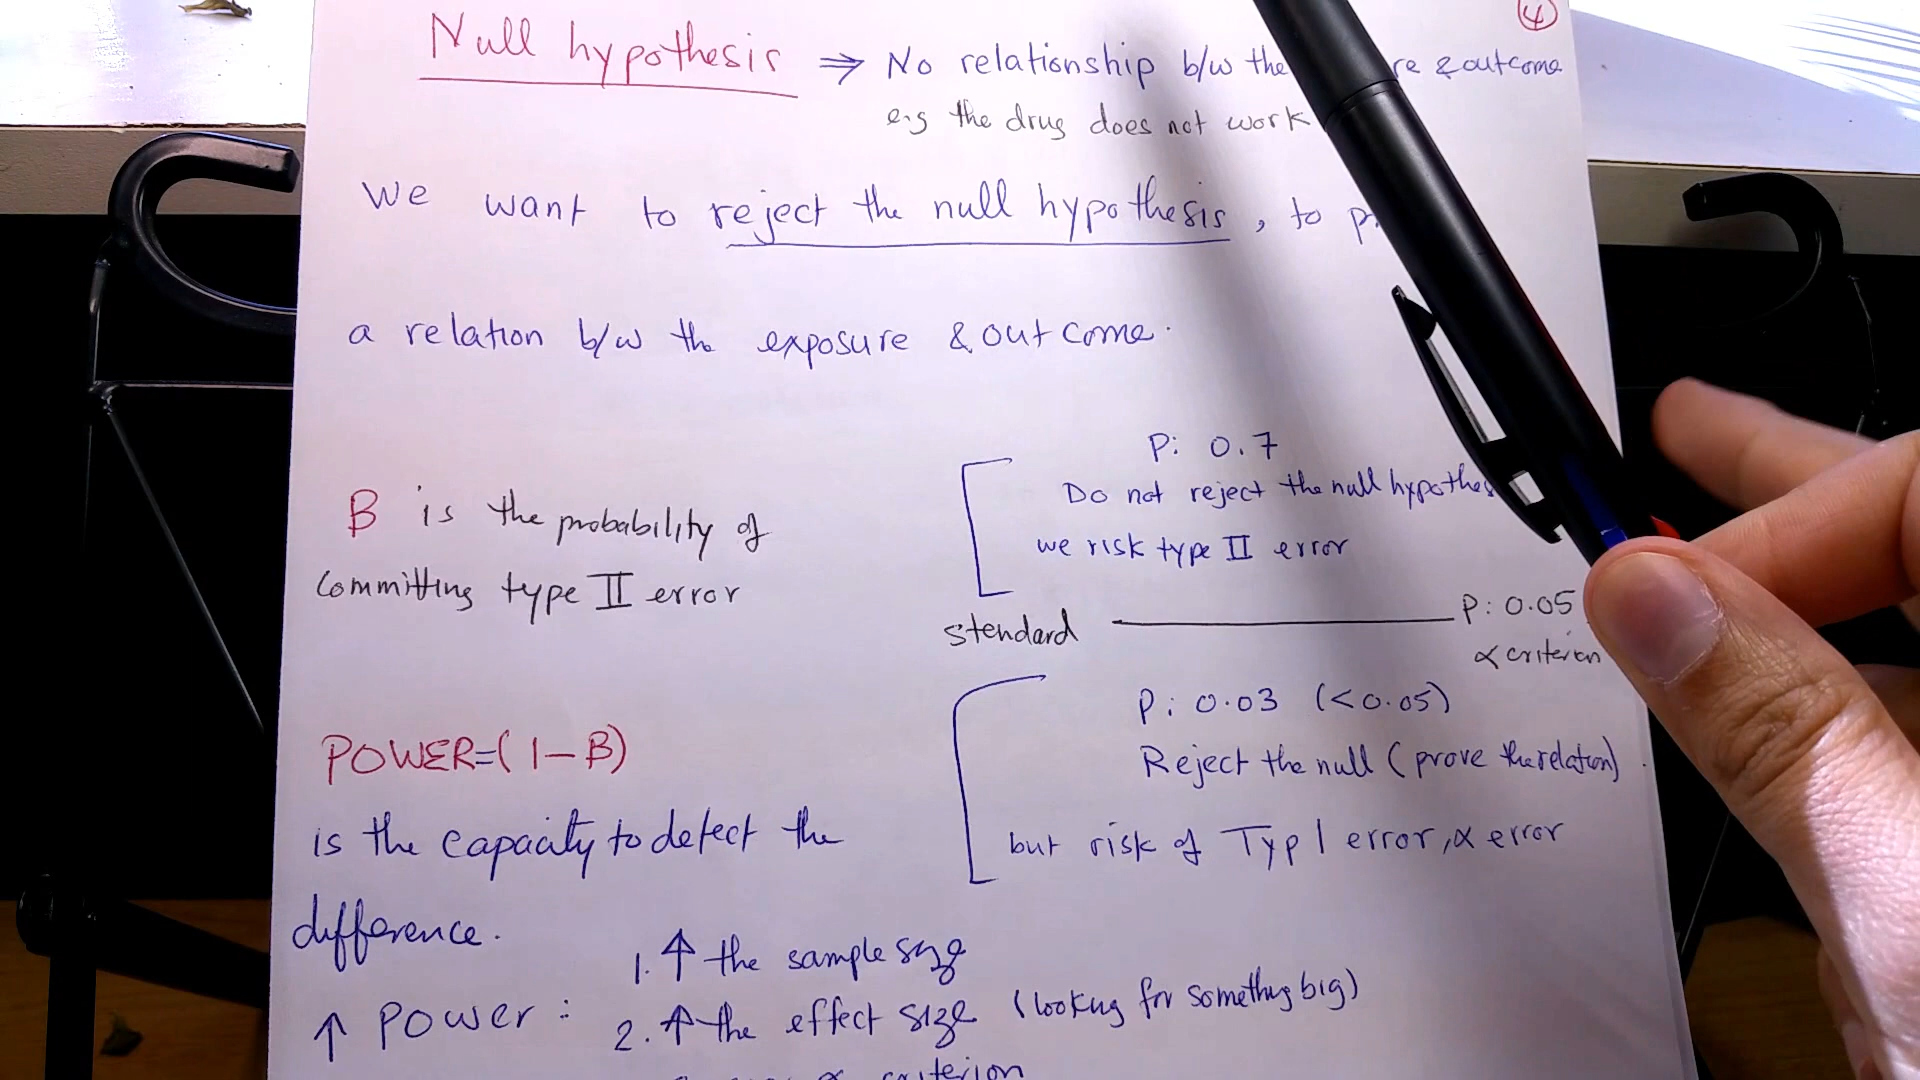 4
Null hypothesis ⇒ No relationship b/w the re & outcome
e.g the drug does not work
We want to reject the null hypothesis, to
a relation b/w the exposure & outcome.
B is the probability of
Committing type II error
P: 0.7
Do not reject the null hypothes
we risk type II error
stendard P: 0.05
α criterion
P: 0.03 (<0.05)
Reject the null (prove the relation).
but risk of Typ 1 error, α error
POWER=(1-B)
is the capacity to detect the
difference.
↑ Power: 1. ↑ the sample size
2. ↑ the effect size (looking for something big)
α criterion